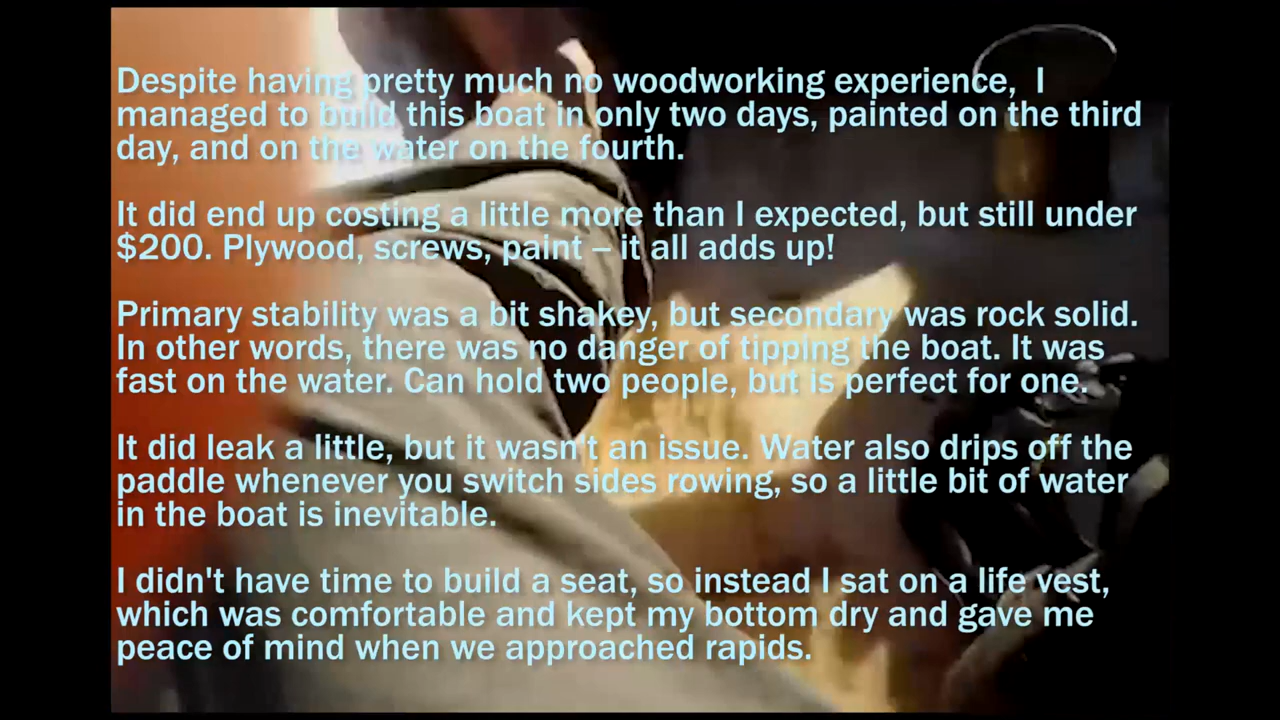 Despite having pretty much no woodworking experience, I
managed to build this boat in only two days, painted on the third
day, and on the water on the fourth.
It did end up costing a little more than I expected, but still under
$200. Plywood, screws, paint – it all adds up!
Primary stability was a bit shakey, but secondary was rock solid.
In other words, there was no danger of tipping the boat. It was
fast on the water. Can hold two people, but is perfect for one.
It did leak a little, but it wasn't an issue. Water also drips off the
paddle whenever you switch sides rowing, so a little bit of water
in the boat is inevitable.
I didn't have time to build a seat, so instead I sat on a life vest,
which was comfortable and kept my bottom dry and gave me
peace of mind when we approached rapids.